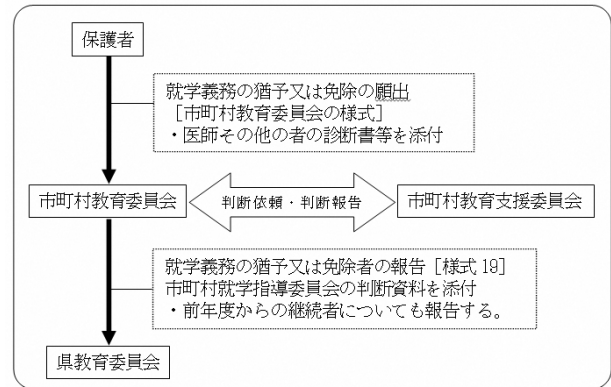 保護者
就学義務の猶予又は免除の願出
［市町村教育委員会の様式］
・医師その他の者の診断書等を添付
市町村教育委員会
判断依頼・判断報告
市町村教育支援委員会
就学義務の猶予又は免除者の報告［様式19］
市町村就学指導委員会の判断資料を添付
・前年度からの継続者についても報告する。
県教育委員会